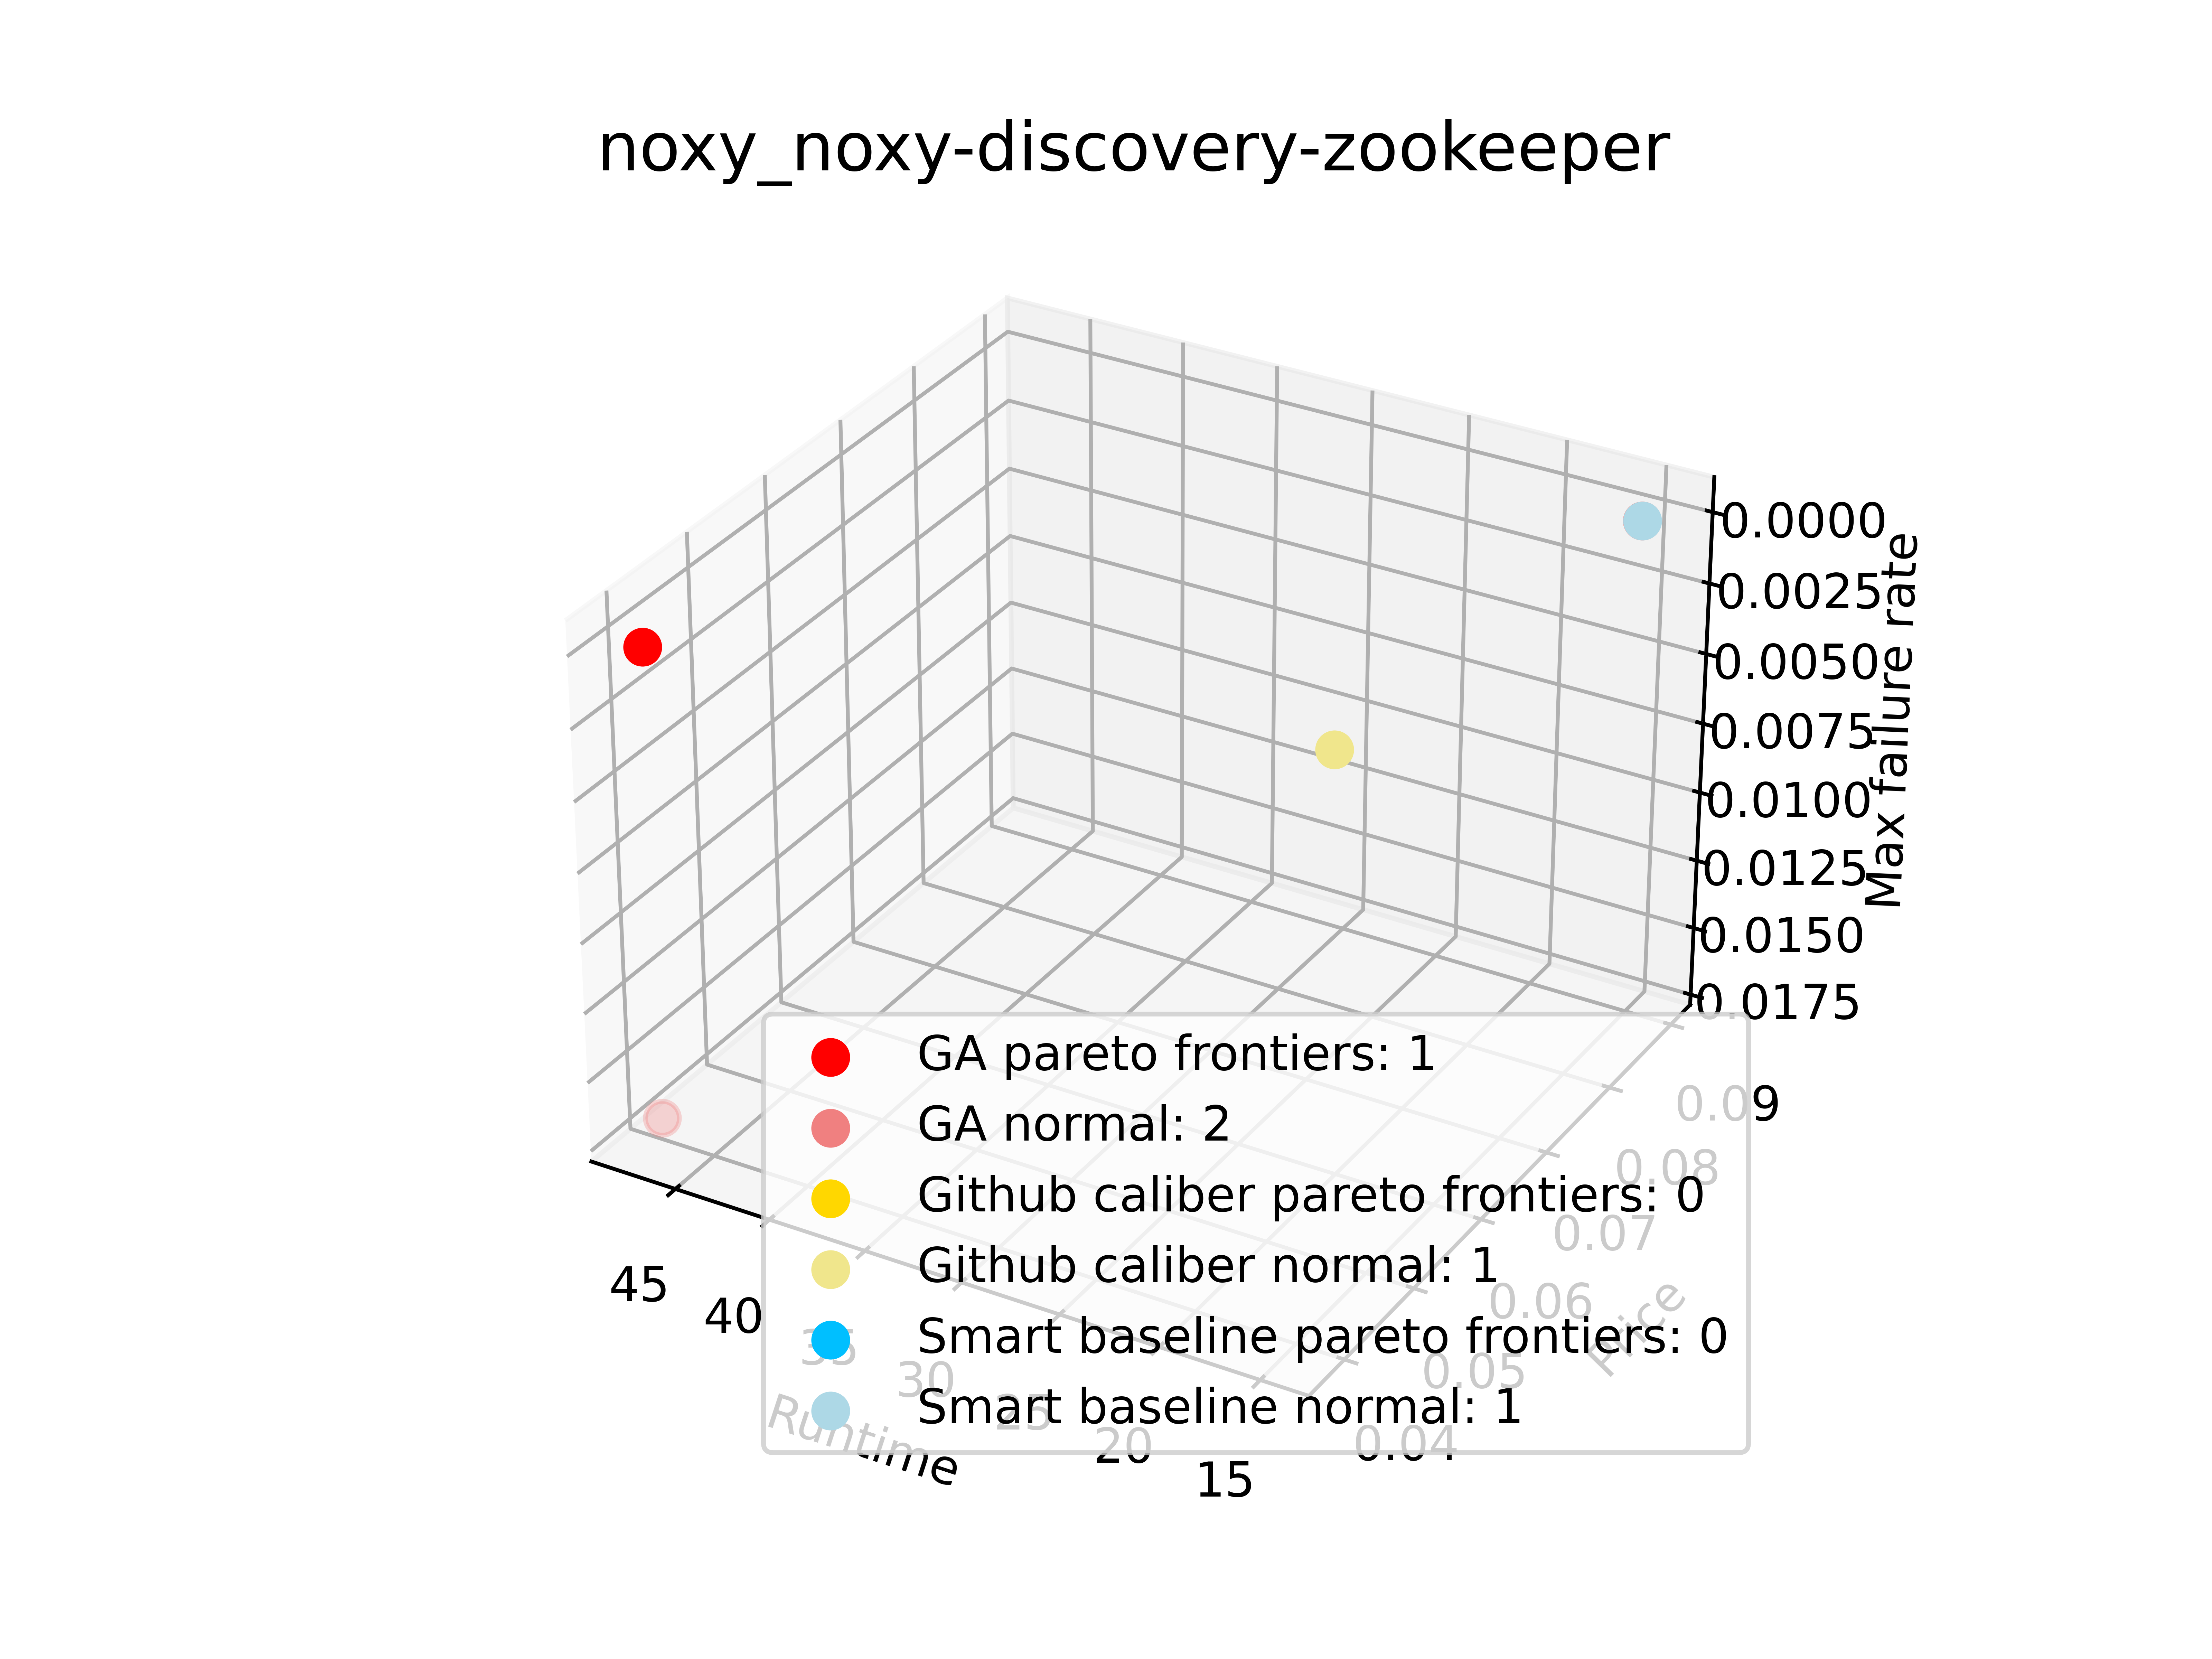 noxy_noxy-discovery-zookeeper
0.0000
0.0025
0.0050
0.0075
0.0100
0.0125
0.0150
0.0175
Max failure rate
GA pareto frontiers: 1
GA normal: 2
Github caliber pareto frontiers: 0
Github caliber normal: 1
Smart baseline pareto frontiers: 0
Smart baseline normal: 1
0.09
0.08
0.07
0.06
0.05
0.04
Price
45
40
35
30
25
20
15
Runtime